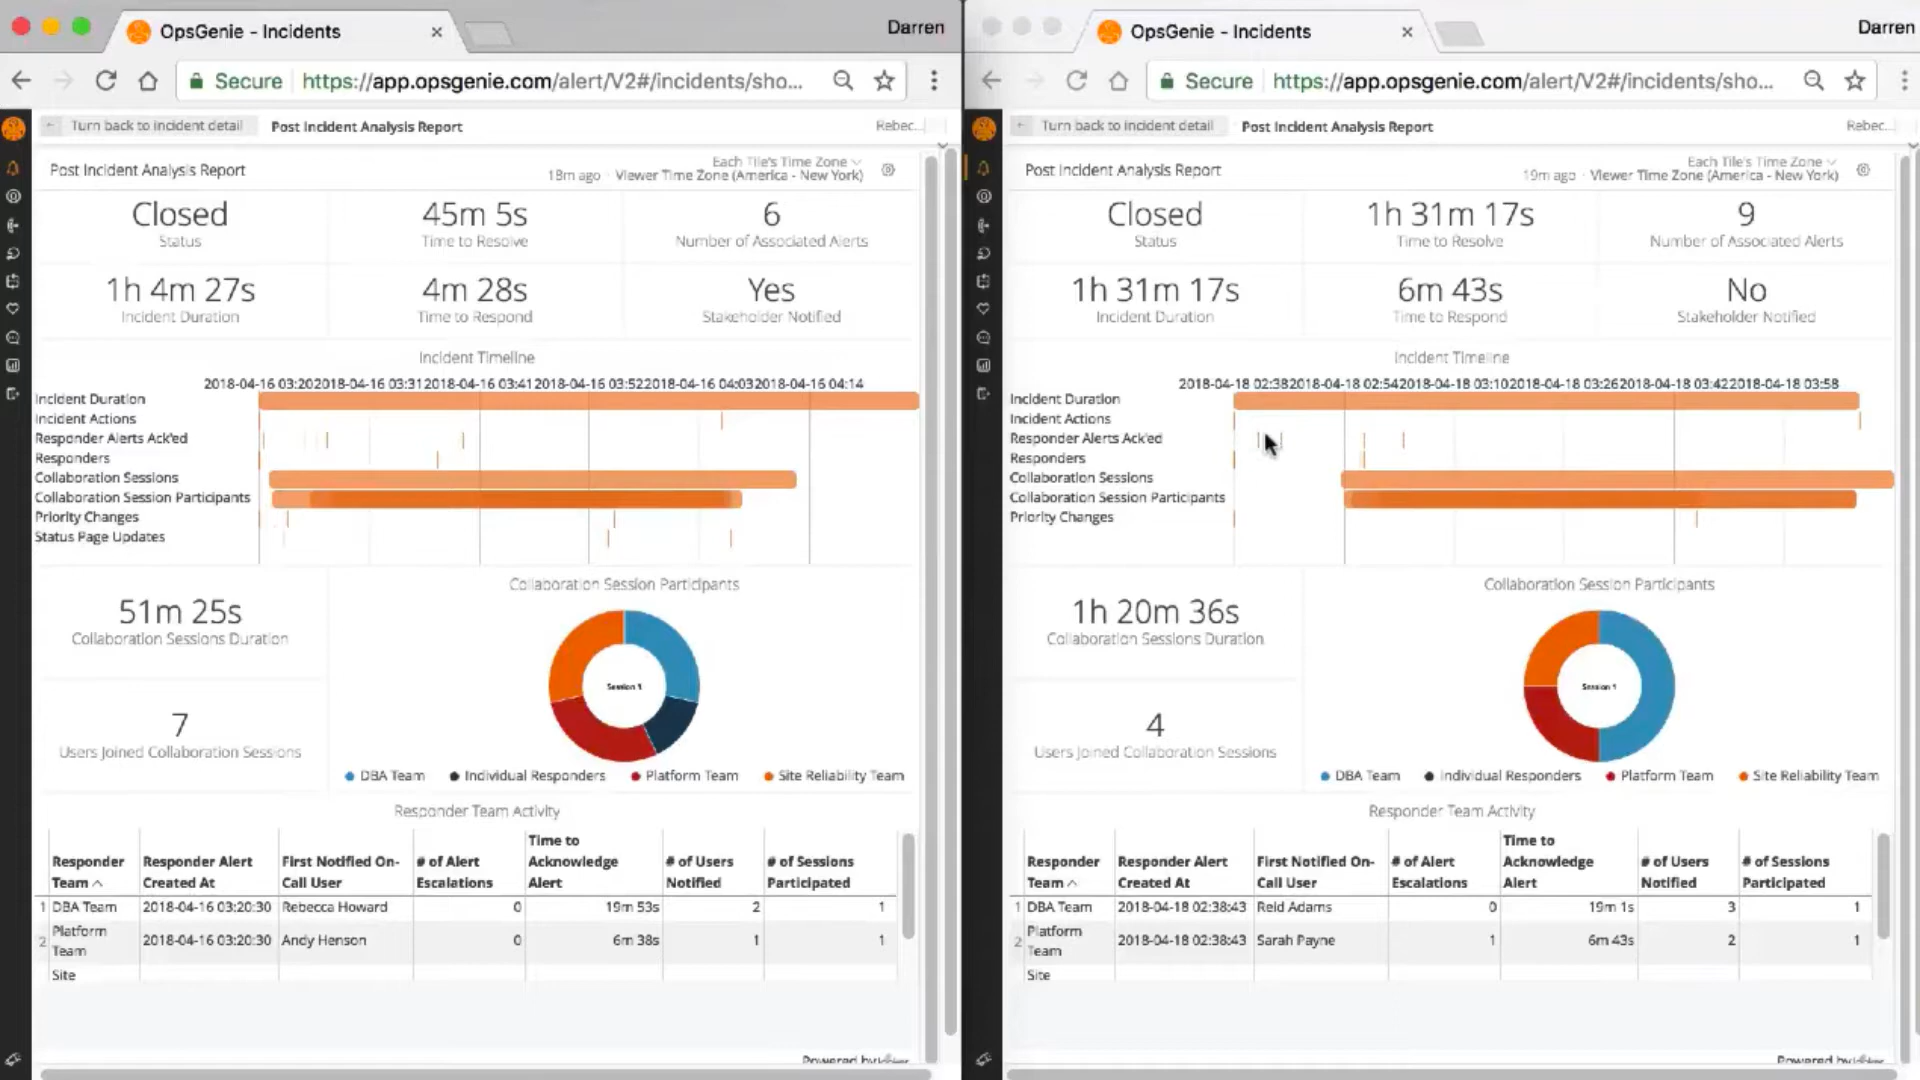 OpsGenie - Incidents
Darren
Secure https://app.opsgenie.com/alert/V2#/incidents/sho...
Turn back to incident detail
Post Incident Analysis Report
Rebec...
Post Incident Analysis Report
Each Tile's Time Zone
18m ago · Viewer Time Zone (America - New York)
Closed
Status
45m 5s
Time to Resolve
6
Number of Associated Alerts
1h 4m 27s
Incident Duration
4m 28s
Time to Respond
Yes
Stakeholder Notified
Incident Timeline
2018-04-16 03:20 2018-04-16 03:31 2018-04-16 03:41 2018-04-16 03:52 2018-04-16 04:03 2018-04-16 04:14
Incident Duration
Incident Actions
Responder Alerts Ack'ed
Responders
Collaboration Sessions
Collaboration Session Participants
Priority Changes
Status Page Updates
51m 25s
Collaboration Sessions Duration
7
Users Joined Collaboration Sessions
Collaboration Session Participants
Session 1
DBA Team
Individual Responders
Platform Team
Site Reliability Team
Responder Team Activity
Responder Team
Responder Alert Created At
First Notified On-Call User
# of Alert Escalations
Time to Acknowledge Alert
# of Users Notified
# of Sessions Participated
1 DBA Team 2018-04-16 03:20:30 Rebecca Howard 0 19m 53s 2 1
2 Platform Team 2018-04-16 03:20:30 Andy Henson 0 6m 38s 1 1
Site
Powered by
OpsGenie - Incidents
Darren
Secure https://app.opsgenie.com/alert/V2#/incidents/sho...
Turn back to incident detail
Post Incident Analysis Report
Rebec...
Post Incident Analysis Report
Each Tile's Time Zone
19m ago · Viewer Time Zone (America - New York)
Closed
Status
1h 31m 17s
Time to Resolve
9
Number of Associated Alerts
1h 31m 17s
Incident Duration
6m 43s
Time to Respond
No
Stakeholder Notified
Incident Timeline
2018-04-18 02:38 2018-04-18 02:54 2018-04-18 03:10 2018-04-18 03:26 2018-04-18 03:42 2018-04-18 03:58
Incident Duration
Incident Actions
Responder Alerts Ack'ed
Responders
Collaboration Sessions
Collaboration Session Participants
Priority Changes
1h 20m 36s
Collaboration Sessions Duration
4
Users Joined Collaboration Sessions
Collaboration Session Participants
Session 1
DBA Team
Individual Responders
Platform Team
Site Reliability Team
Responder Team Activity
Responder Team
Responder Alert Created At
First Notified On-Call User
# of Alert Escalations
Time to Acknowledge Alert
# of Users Notified
# of Sessions Participated
1 DBA Team 2018-04-18 02:38:43 Reid Adams 0 19m 1s 3 1
2 Platform Team 2018-04-18 02:38:43 Sarah Payne 1 6m 43s 2 1
Site
Powered by